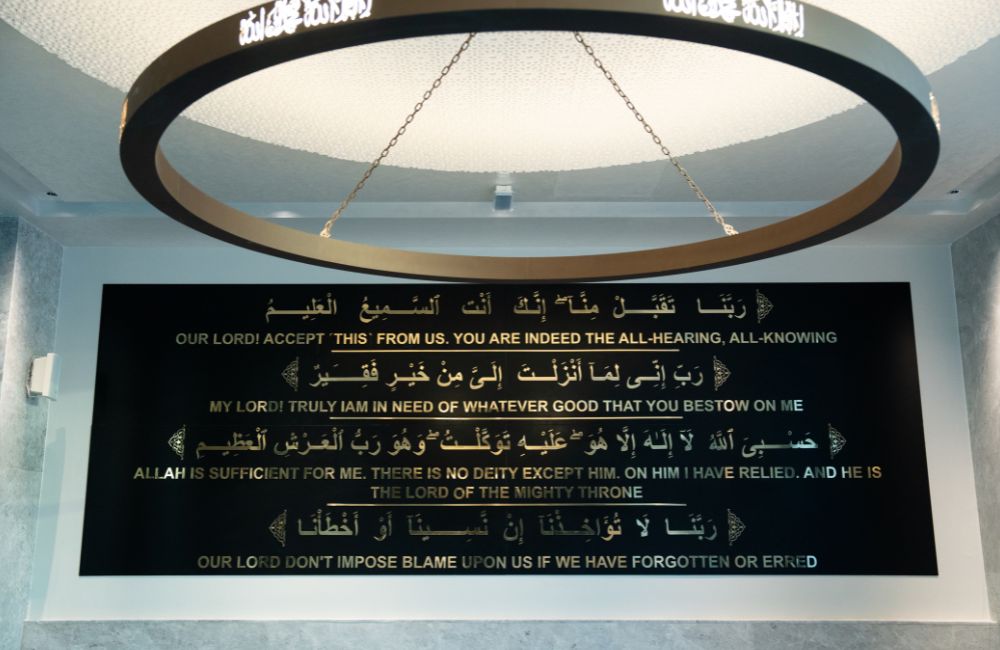 رَبَّنَا تَقَبَّلْ مِنَّآ ۖ إِنَّكَ أَنْتَ ٱلسَّمِيعُ الْعَلِيمُ
OUR LORD! ACCEPT ´THIS` FROM US. YOU ARE INDEED THE ALL-HEARING, ALL-KNOWING
رَبِّ إِنِّى لِمَآ أَنْزَلْتَ إِلَىَّ مِنْ خَيْرٍ فَقِيرٌ
MY LORD! TRULY IAM IN NEED OF WHATEVER GOOD THAT YOU BESTOW ON ME
حَسْبِىَ ٱللَّهُ لَآ إِلَـٰهَ إِلَّا هُوَ ۖ عَلَيْهِ تَوَكَّلْتُ ۖ وَهُوَ رَبُّ ٱلْعَرْشِ ٱلْعَظِيمِ
ALLAH IS SUFFICIENT FOR ME. THERE IS NO DEITY EXCEPT HIM. ON HIM I HAVE RELIED. AND HE IS
THE LORD OF THE MIGHTY THRONE
رَبَّنَا لَا تُؤَاخِذْنَآ إِنْ نَّسِينَآ أَوْ أَخْطَأْنَا
OUR LORD DON'T IMPOSE BLAME UPON US IF WE HAVE FORGOTTEN OR ERRED